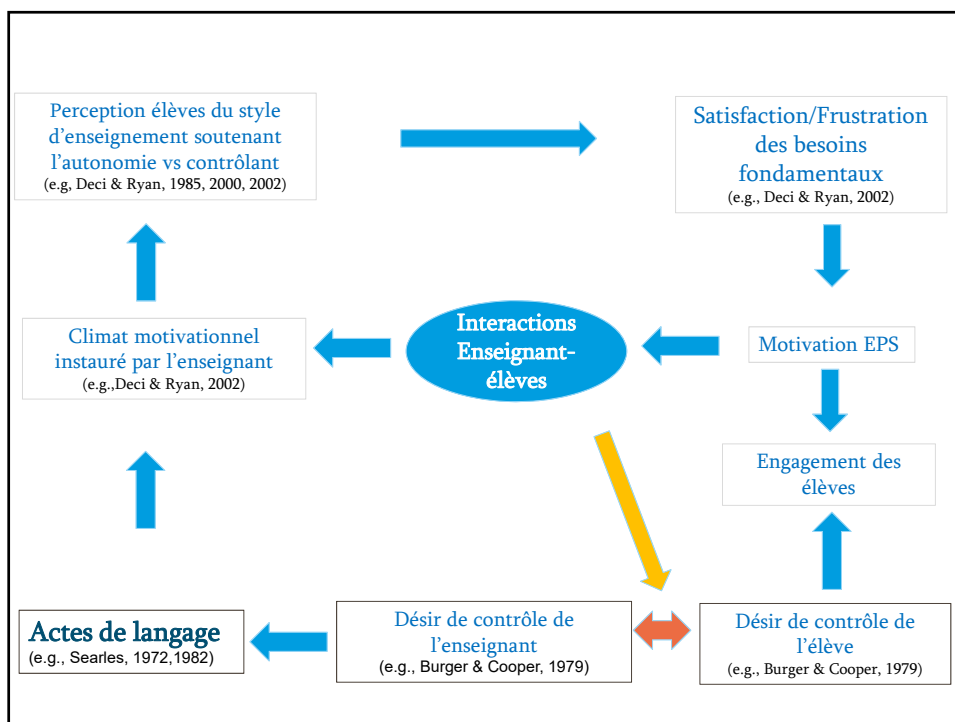 Perception élèves du style
d’enseignement soutenant
l’autonomie vs contrôlant
(e.g, Deci & Ryan, 1985, 2000, 2002)
Satisfaction/Frustration
des besoins
fondamentaux
(e.g., Deci & Ryan, 2002)
Climat motivationnel
instauré par l’enseignant
(e.g.,Deci & Ryan, 2002)
Interactions
Enseignant-
élèves
Motivation EPS
Engagement des
élèves
Actes de langage
(e.g., Searles, 1972,1982)
Désir de contrôle de
l’enseignant
(e.g., Burger & Cooper, 1979)
Désir de contrôle de
l’élève
(e.g., Burger & Cooper, 1979)